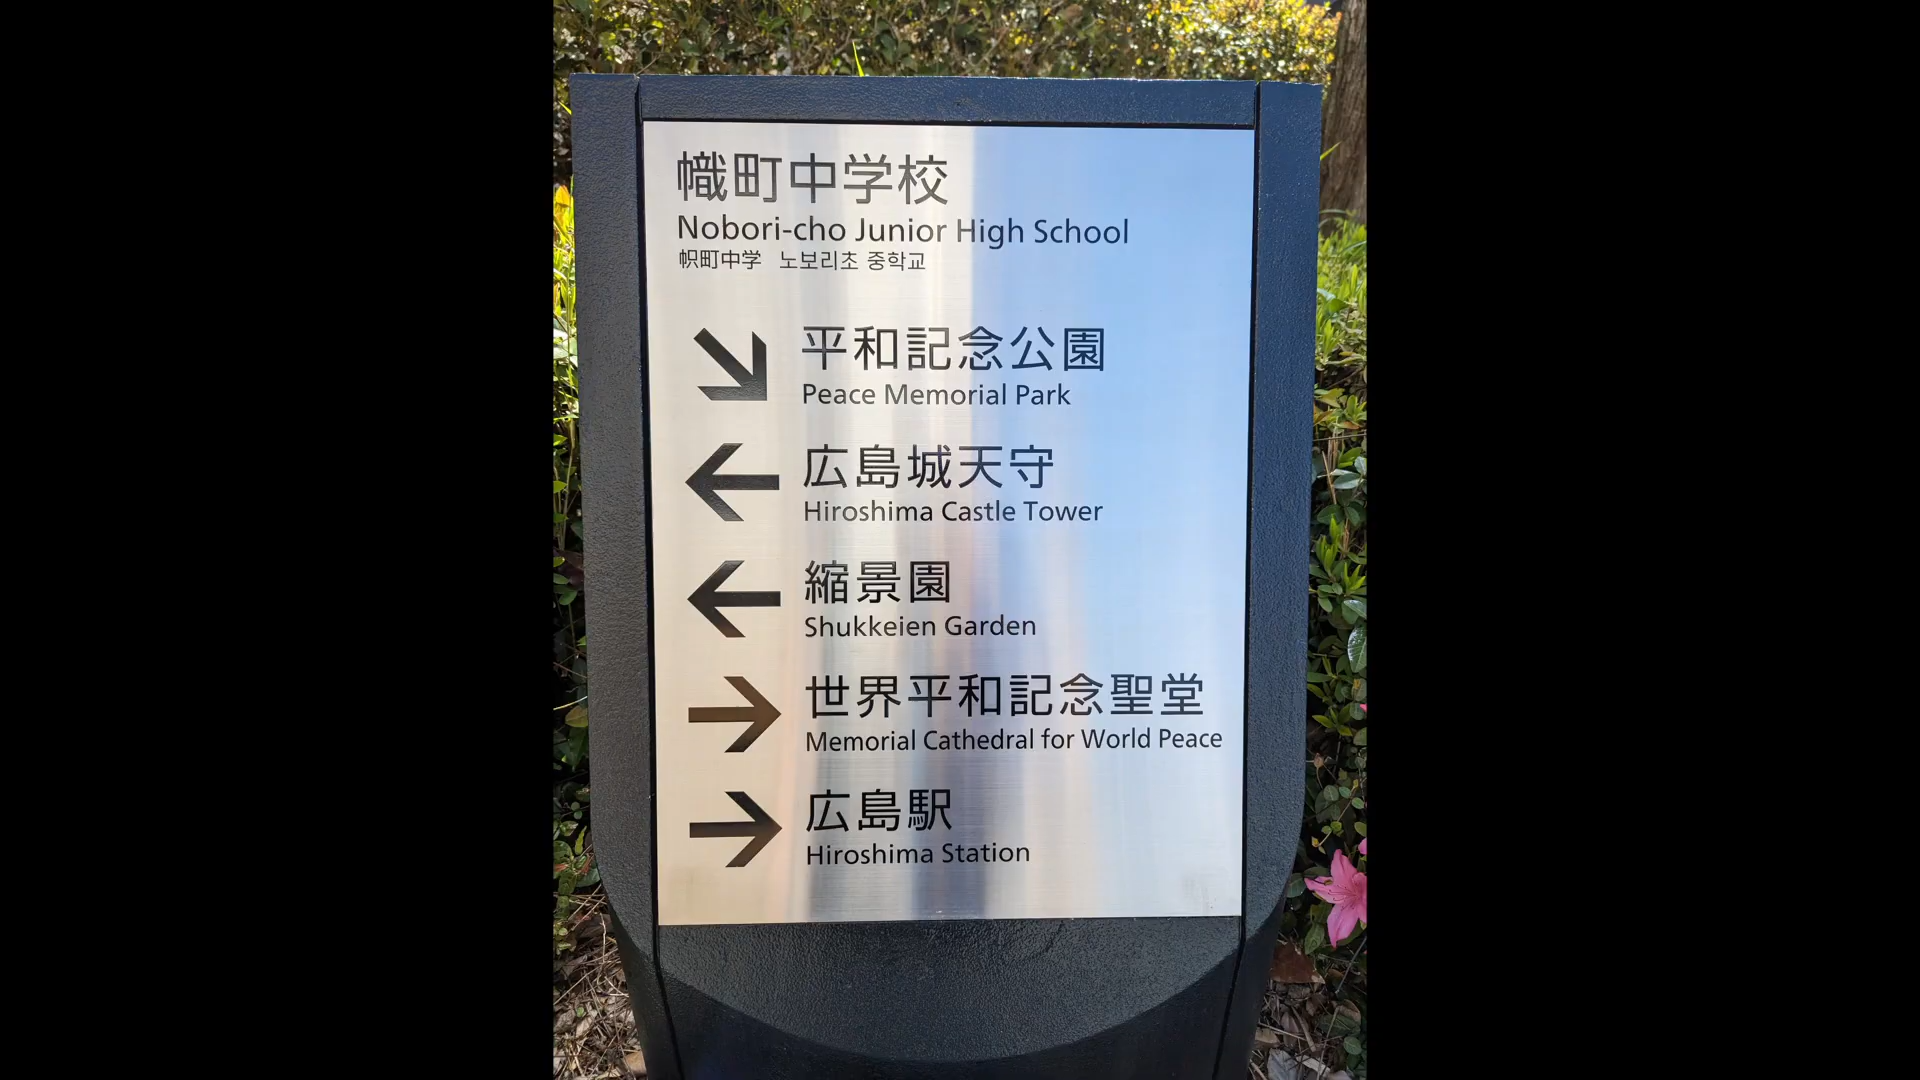 幟町中学校
Nobori-cho Junior High School
帜町中学 노보리초 중학교
平和記念公園
Peace Memorial Park
広島城天守
Hiroshima Castle Tower
縮景園
Shukkeien Garden
世界平和記念聖堂
Memorial Cathedral for World Peace
広島駅
Hiroshima Station